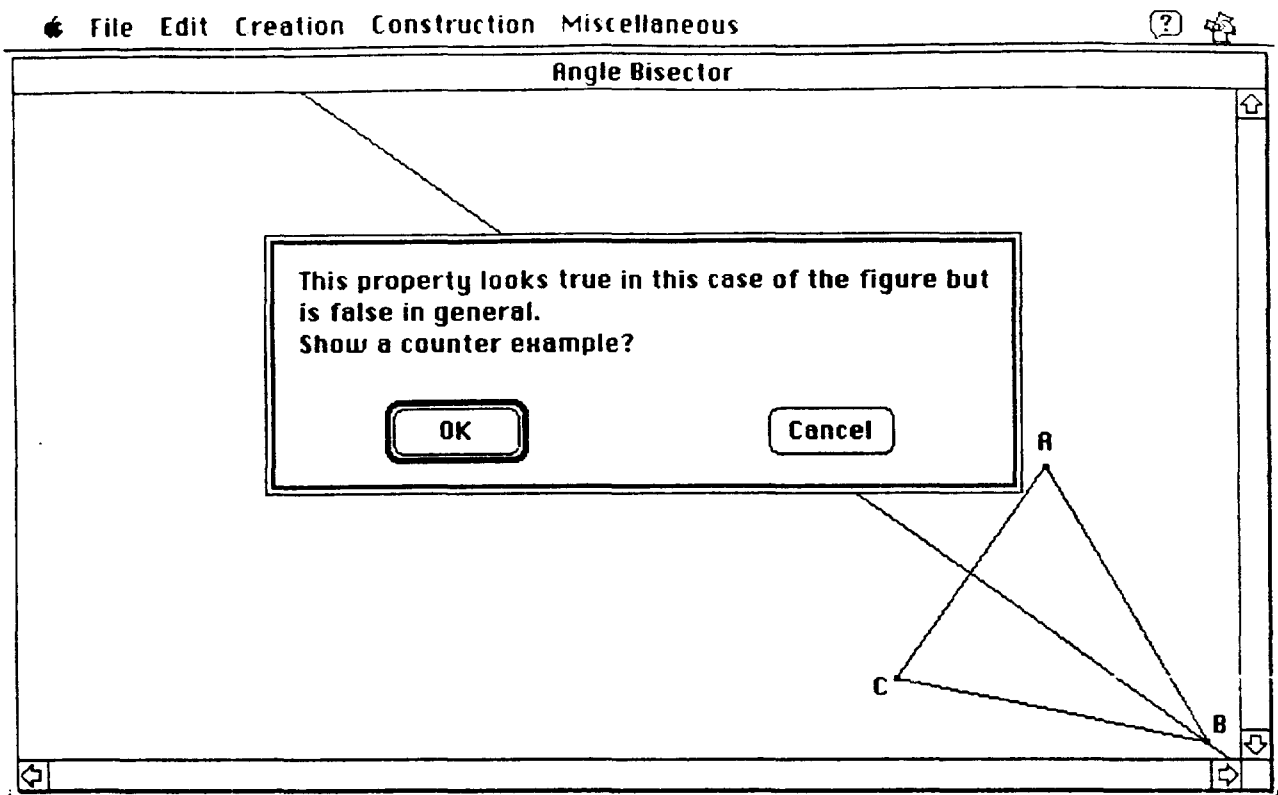 File Edit Creation Construction Miscellaneous ?
Angle Bisector
This property looks true in this case of the figure but
is false in general.
Show a counter example?
OK Cancel
A
C
B